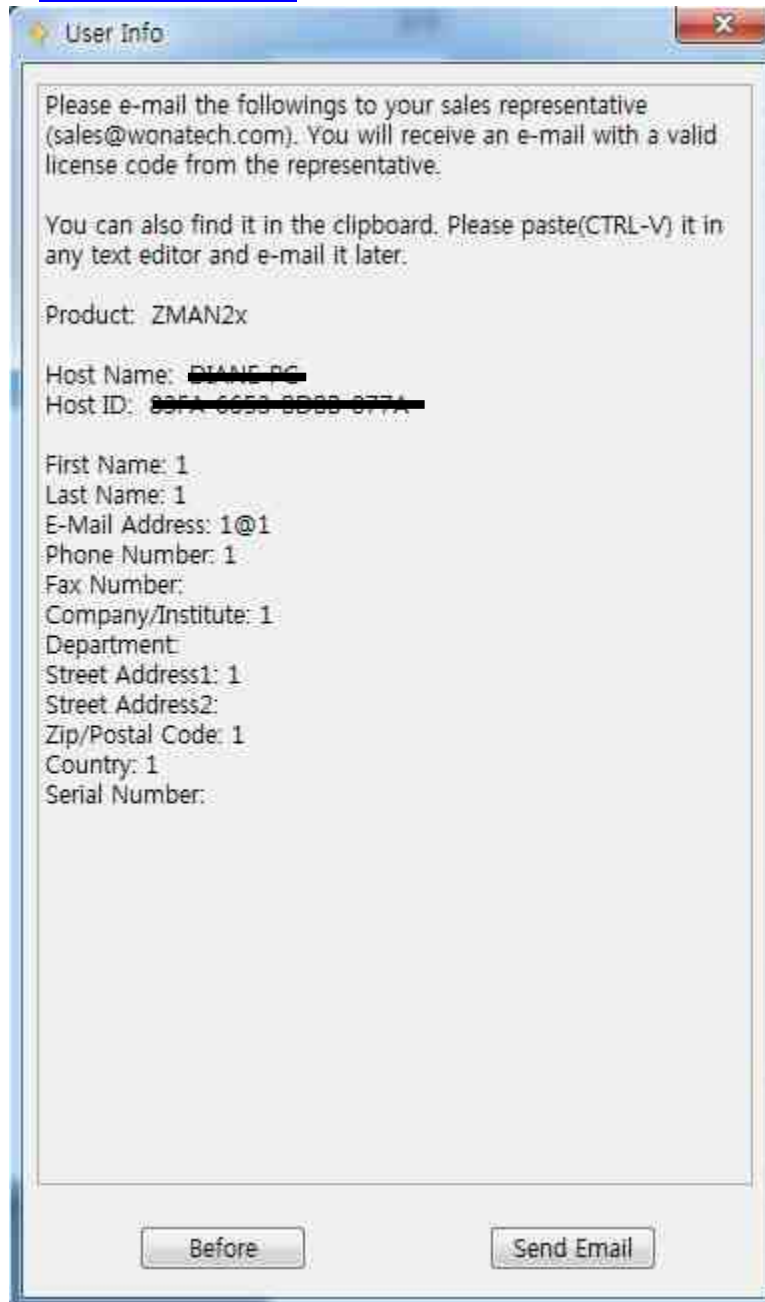 User Info
Please e-mail the followings to your sales representative
(sales@wonatech.com). You will receive an e-mail with a valid
license code from the representative.
You can also find it in the clipboard. Please paste(CTRL-V) it in
any text editor and e-mail it later.
Product: ZMAN2x
Host Name:
Host ID:
First Name: 1
Last Name: 1
E-Mail Address: 1@1
Phone Number: 1
Fax Number:
Company/Institute: 1
Department:
Street Address1: 1
Street Address2:
Zip/Postal Code: 1
Country: 1
Serial Number:
Before
Send Email